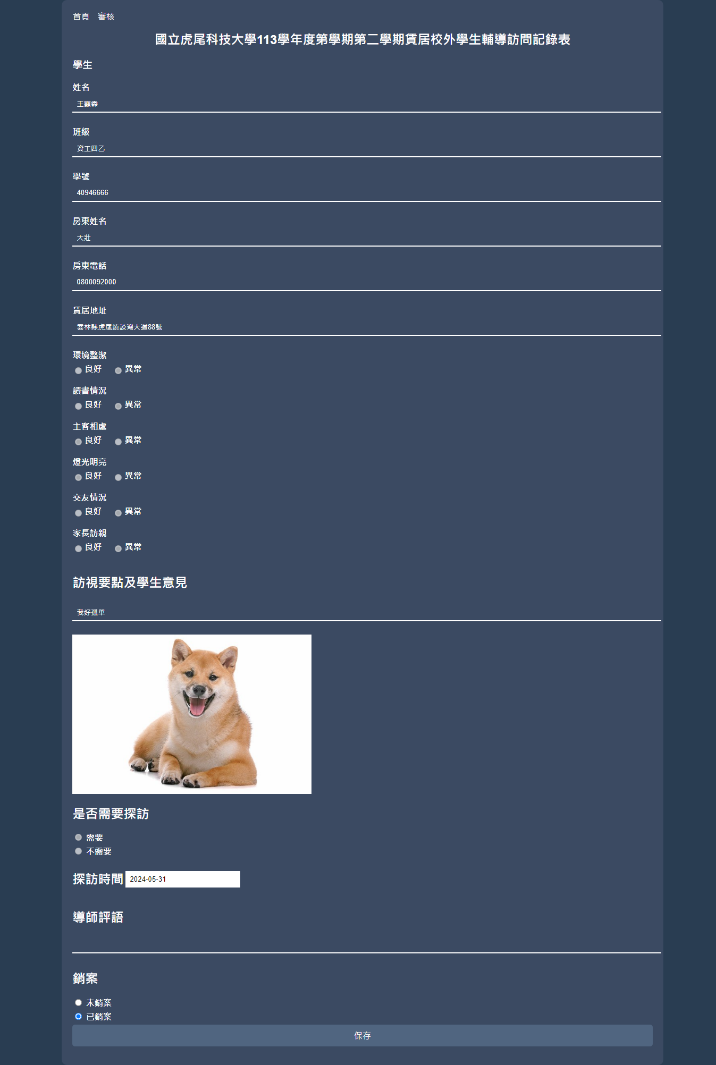 首頁 審核
國立虎尾科技大學113學年度第學期第二學期賃居校外學生輔導訪問記錄表
學生
姓名
班級
資工四乙
學號
40946666
房東姓名
大壯
房東電話
0800092000
賃居地址
環境整潔
良好 異常
讀書情況
良好 異常
主客相處
良好 異常
燈光明亮
良好 異常
交友情況
良好 異常
家長訪視
良好 異常
訪視要點及學生意見
我好孤單
是否需要探訪
需要
不需要
探訪時間 2024-05-31
導師評語
銷案
未銷案
已銷案
保存